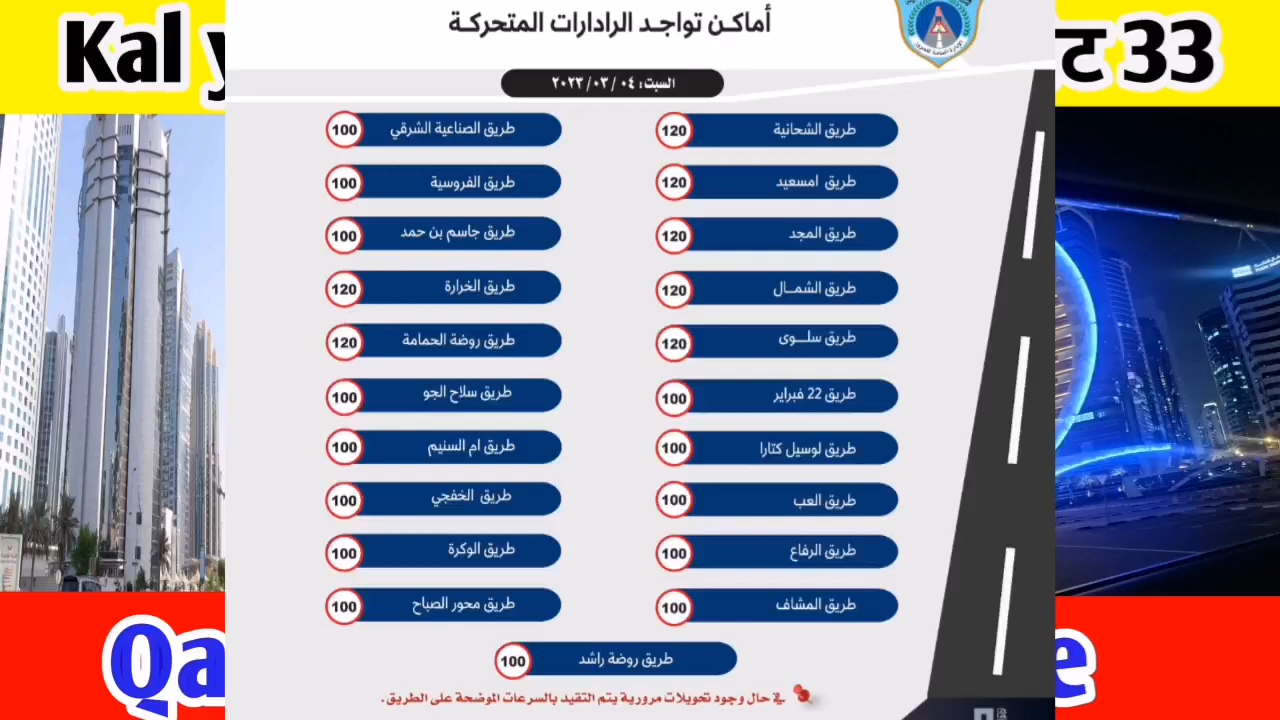 Kal
ट 33
أماكن تواجد الرادارات المتحركة
السبت: ٠٤ /٠٣ /٢٠٢٣
طريق الشحانية 120
طريق الصناعية الشرقي 100
طريق امسعيد 120
طريق الفروسية 100
طريق المجد 120
طريق جاسم بن حمد 100
طريق الشمـال 120
طريق الخرارة 120
طريق سلـوى 120
طريق روضة الحمامة 120
طريق 22 فبراير 100
طريق سلاح الجو 100
طريق لوسيل كتارا 100
طريق ام السنيم 100
طريق العب 100
طريق الخفجي 100
طريق الرفاع 100
طريق الوكرة 100
طريق المشاف 100
طريق محور الصباح 100
طريق روضة راشد 100
في حال وجود تحويلات مرورية يتم التقيد بالسرعات الموضحة على الطريق.
Qa
e